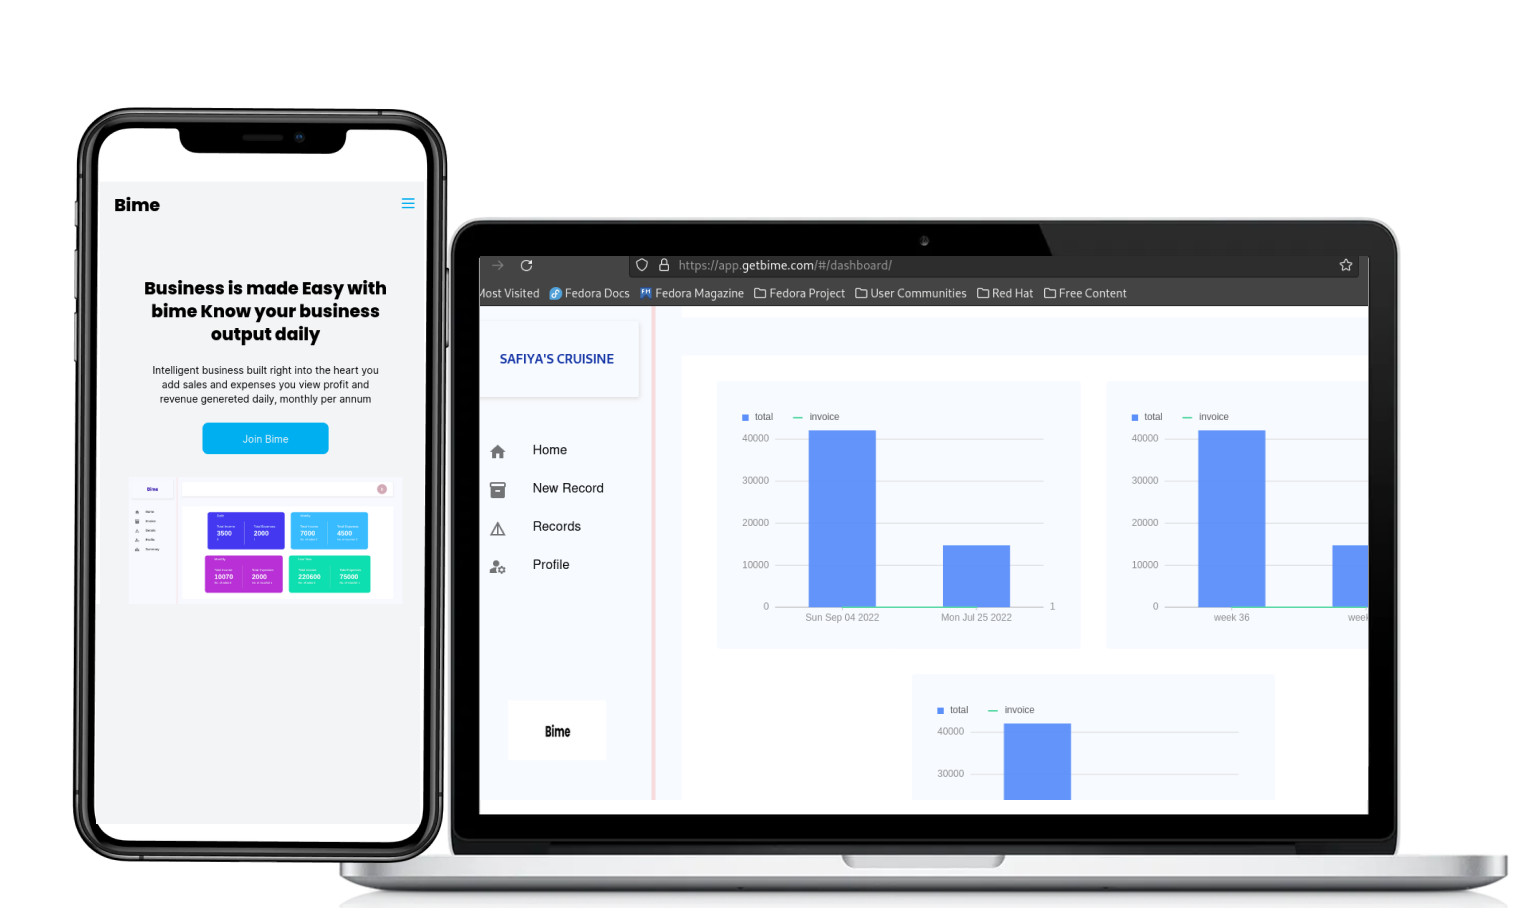 Bime
Business is made Easy with
bime Know your business
output daily
Intelligent business built right into the heart you
add sales and expenses you view profit and
revenue genereted daily, monthly per annum
Join Bime
Bime
3500
2000
7000
4500
10070
2000
220600
75000
https://app.getbime.com/#/dashboard/
Most Visited Fedora Docs Fedora Magazine Fedora Project User Communities Red Hat Free Content
SAFIYA'S CRUISINE
Home
New Record
Records
Profile
Bime
total invoice
40000
30000
20000
10000
0
1
Sun Sep 04 2022 Mon Jul 25 2022
total invoice
40000
30000
20000
10000
0
week 36 week
total invoice
40000
30000